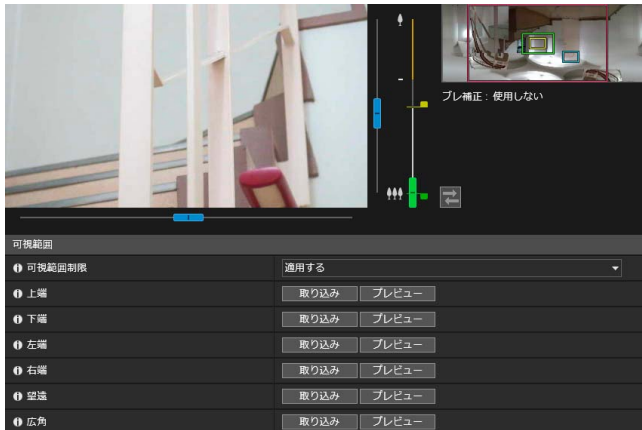 ブレ補正：使用しない
可視範囲
可視範囲制限 適用する
上端 取り込み プレビュー
下端 取り込み プレビュー
左端 取り込み プレビュー
右端 取り込み プレビュー
望遠 取り込み プレビュー
広角 取り込み プレビュー